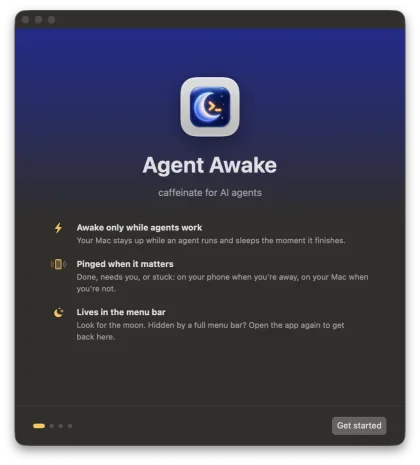 Agent Awake
caffeinate for AI agents
Awake only while agents work
Your Mac stays up while an agent runs and sleeps the moment it finishes.
Pinged when it matters
Done, needs you, or stuck: on your phone when you're away, on your Mac when
you're not.
Lives in the menu bar
Look for the moon. Hidden by a full menu bar? Open the app again to get
back here.
Get started